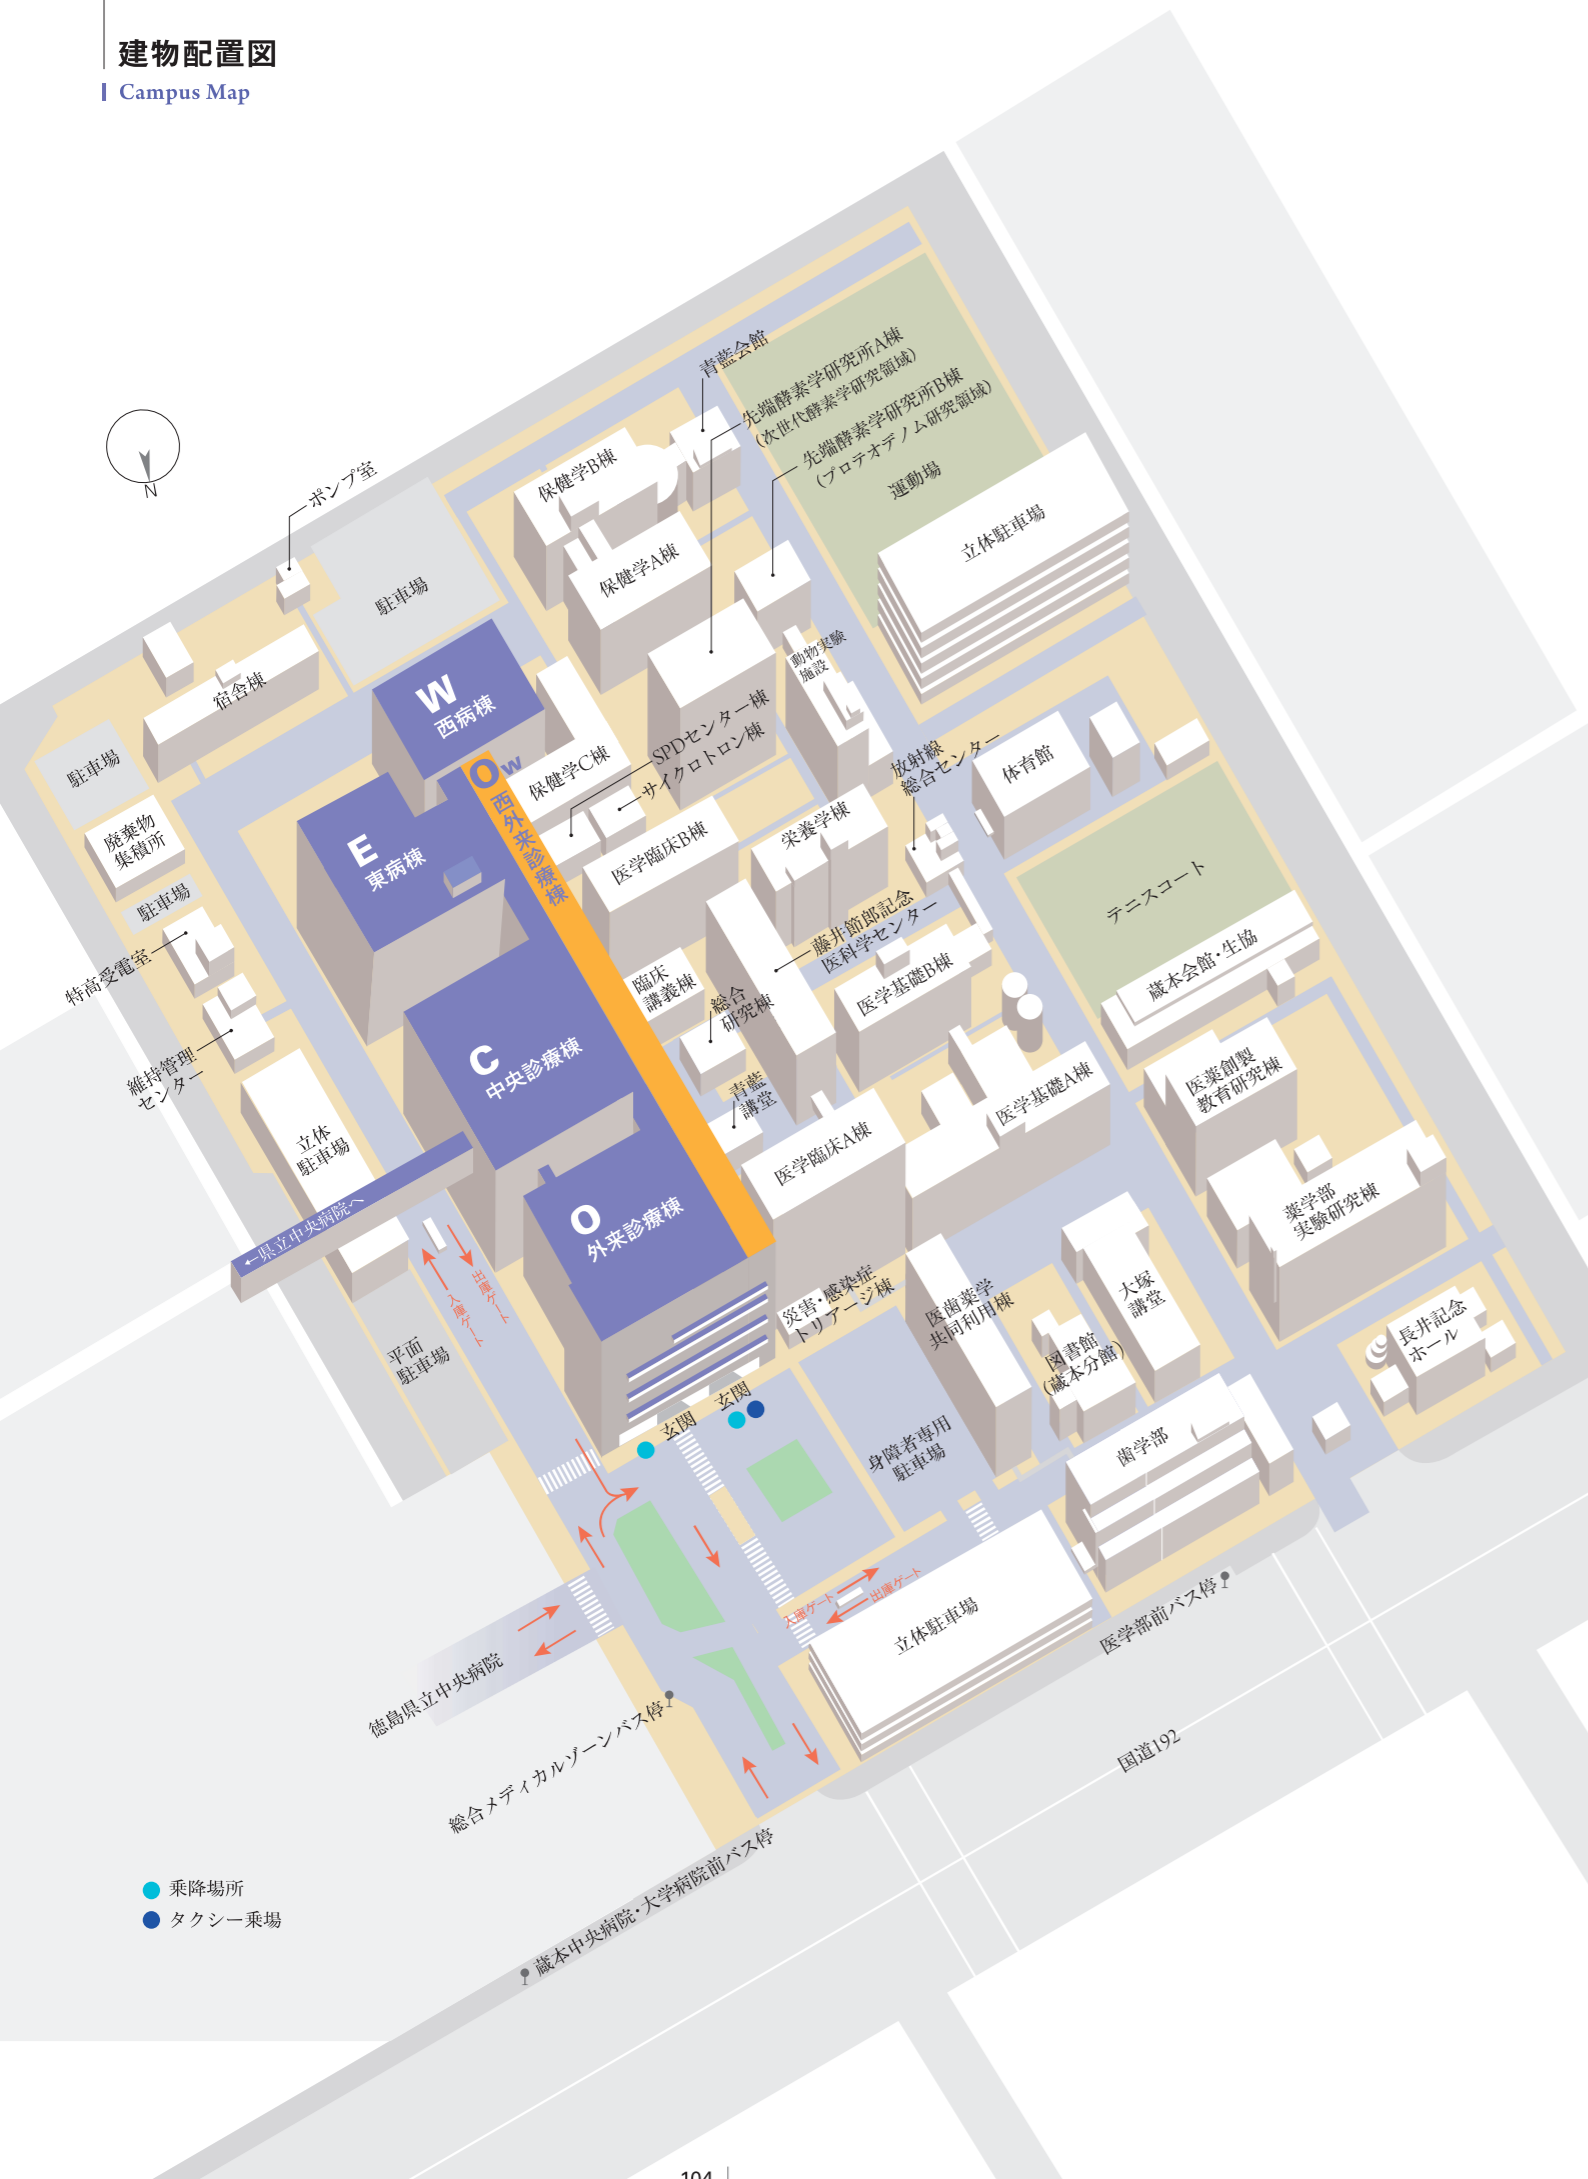 建物配置図
Campus Map
N
青藍会館
先端酵素学研究所A棟
(次世代酵素学研究領域)
先端酵素学研究所B棟
(プロテオデノム研究領域)
運動場
立体駐車場
ポンプ室
駐車場
保健学B棟
保健学A棟
動物実験
施設
宿舎棟
W
西病棟
Ow
西外来診療棟
保健学C棟
SPDセンター棟
サイクロトロン棟
放射線
総合センター
体育館
駐車場
廃棄物
集積所
駐車場
特高受電室
E
東病棟
医学臨床B棟
栄養学棟
テニスコート
藤井節郎記念
医科学センター
医学基礎B棟
蔵本会館・生協
臨床
講義棟
総合
研究棟
維持管理
センター
C
中央診療棟
青藍
講堂
医学基礎A棟
医薬創製
教育研究棟
立体
駐車場
医学臨床A棟
←県立中央病院へ
O
外来診療棟
薬学部
実験研究棟
出庫ゲート
入庫ゲート
災害・感染症
トリアージ棟
医歯薬学
共同利用棟
大塚
講堂
長井記念
ホール
平面
駐車場
図書館
(蔵本分館)
玄関
玄関
身障者専用
駐車場
歯学部
入庫ゲート
出庫ゲート
立体駐車場
医学部前バス停
徳島県立中央病院
総合メディカルゾーンバス停
国道192
蔵本中央病院・大学病院前バス停
乗降場所
タクシー乗場
104